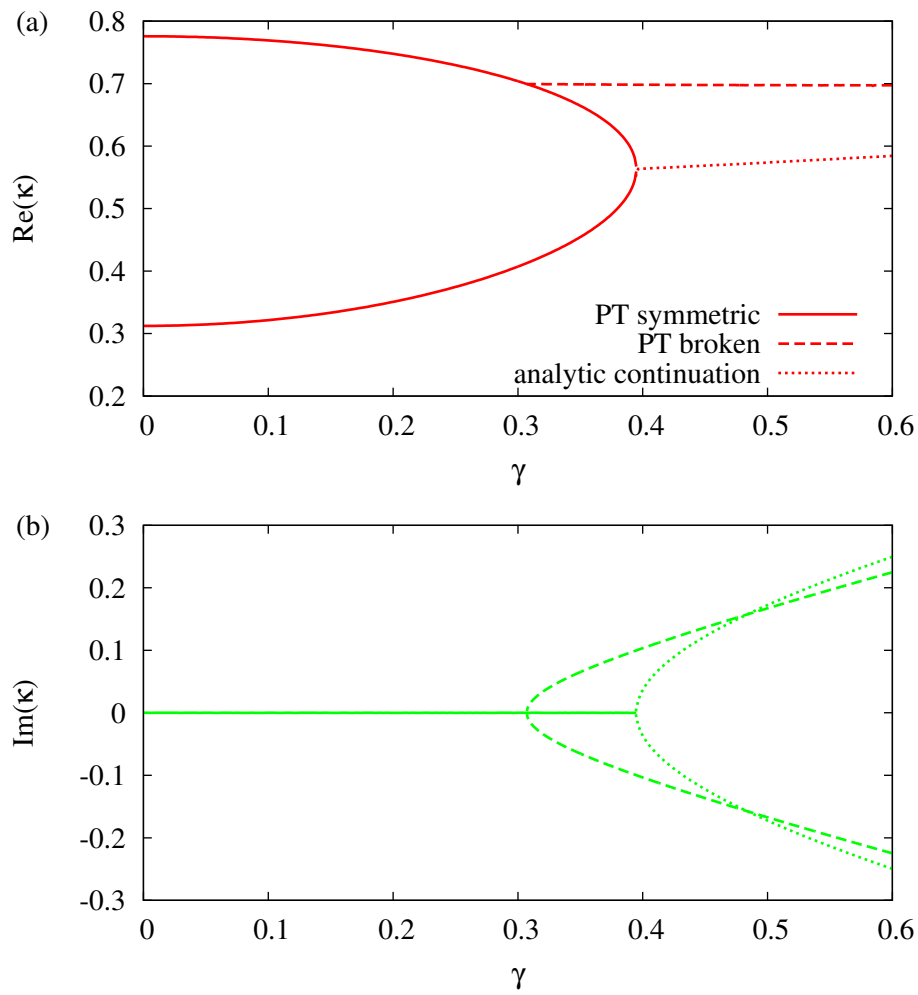 (a)
0.8
0.7
0.6
0.5
0.4
0.3
0.2
Re(κ)
PT symmetric
PT broken
analytic continuation
0 0.1 0.2 0.3 0.4 0.5 0.6
γ
(b)
0.3
0.2
0.1
0
-0.1
-0.2
-0.3
Im(κ)
0 0.1 0.2 0.3 0.4 0.5 0.6
γ